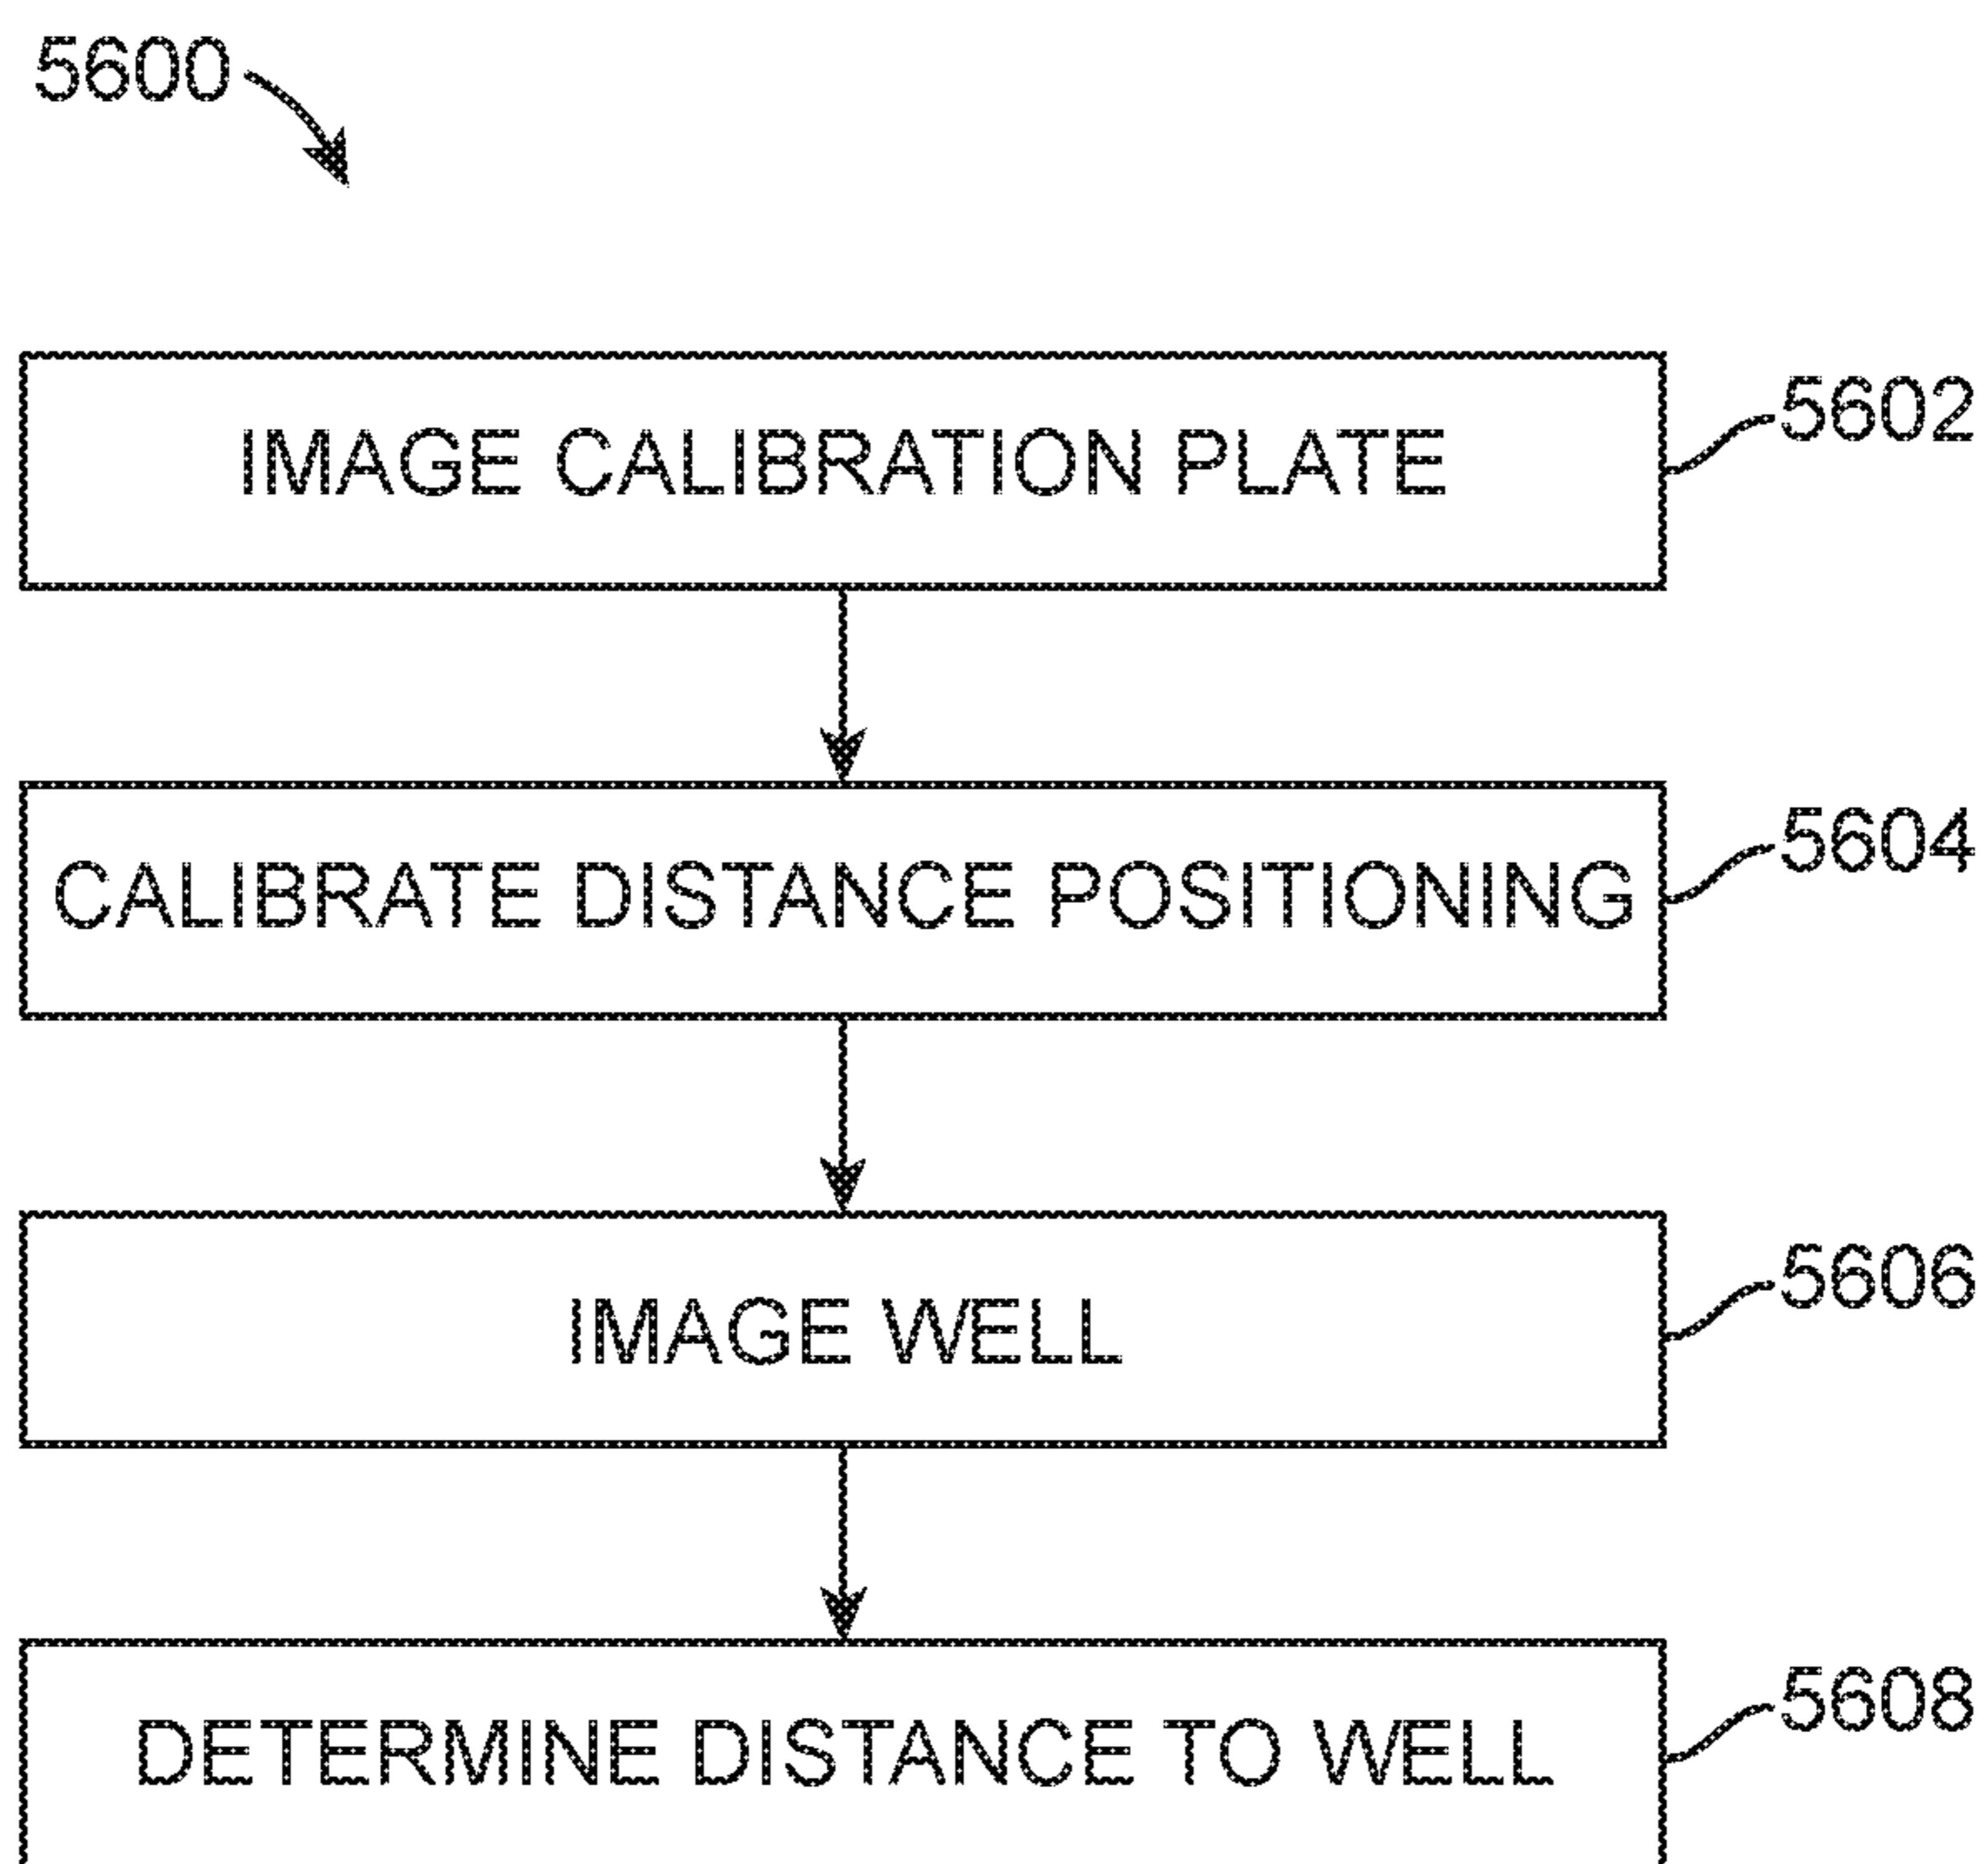 5600
IMAGE CALIBRATION PLATE
5602
CALIBRATE DISTANCE POSITIONING
5604
IMAGE WELL
5606
DETERMINE DISTANCE TO WELL
5608